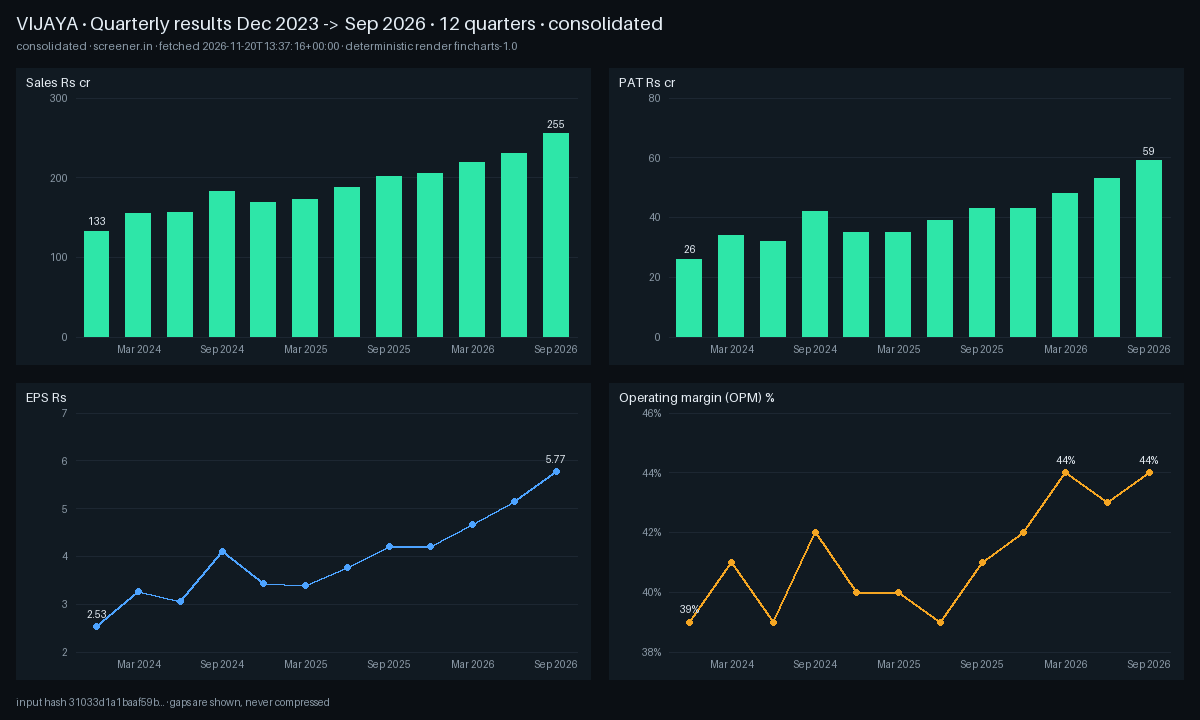 VIJAYA · Quarterly results Dec 2023 -> Sep 2026 · 12 quarters · consolidated
consolidated · screener.in · fetched 2026-11-20T13:37:16+00:00 · deterministic render fincharts-1.0
Sales Rs cr
300
200
100
0
133
255
Mar 2024 Sep 2024 Mar 2025 Sep 2025 Mar 2026 Sep 2026
PAT Rs cr
80
60
40
20
0
26
59
Mar 2024 Sep 2024 Mar 2025 Sep 2025 Mar 2026 Sep 2026
EPS Rs
7
6
5
4
3
2
2.53
5.77
Mar 2024 Sep 2024 Mar 2025 Sep 2025 Mar 2026 Sep 2026
Operating margin (OPM) %
46%
44%
42%
40%
38%
39%
44%
44%
Mar 2024 Sep 2024 Mar 2025 Sep 2025 Mar 2026 Sep 2026
input hash 31033d1a1baaf59b… · gaps are shown, never compressed